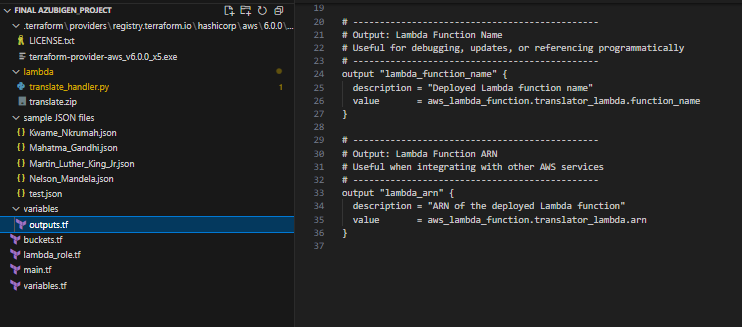 FINAL AZUBIGEN_PROJECT
.terraform\providers\registry.terraform.io\hashicorp\aws\6.0.0\...
LICENSE.txt
terraform-provider-aws_v6.0.0_x5.exe
lambda
translate_handler.py 1
translate.zip
sample JSON files
{} Kwame_Nkrumah.json
{} Mahatma_Gandhi.json
{} Martin_Luther_King_Jr.json
{} Nelson_Mandela.json
{} test.json
variables
outputs.tf
buckets.tf
lambda_role.tf
main.tf
variables.tf
19
20 # -----------------------------------------------
21 # Output: Lambda Function Name
22 # Useful for debugging, updates, or referencing programmatically
23 # -----------------------------------------------
24 output "lambda_function_name" {
25   description = "Deployed Lambda function name"
26   value       = aws_lambda_function.translator_lambda.function_name
27 }
28
29 # -----------------------------------------------
30 # Output: Lambda Function ARN
31 # Useful when integrating with other AWS services
32 # -----------------------------------------------
33 output "lambda_arn" {
34   description = "ARN of the deployed Lambda function"
35   value       = aws_lambda_function.translator_lambda.arn
36 }
37